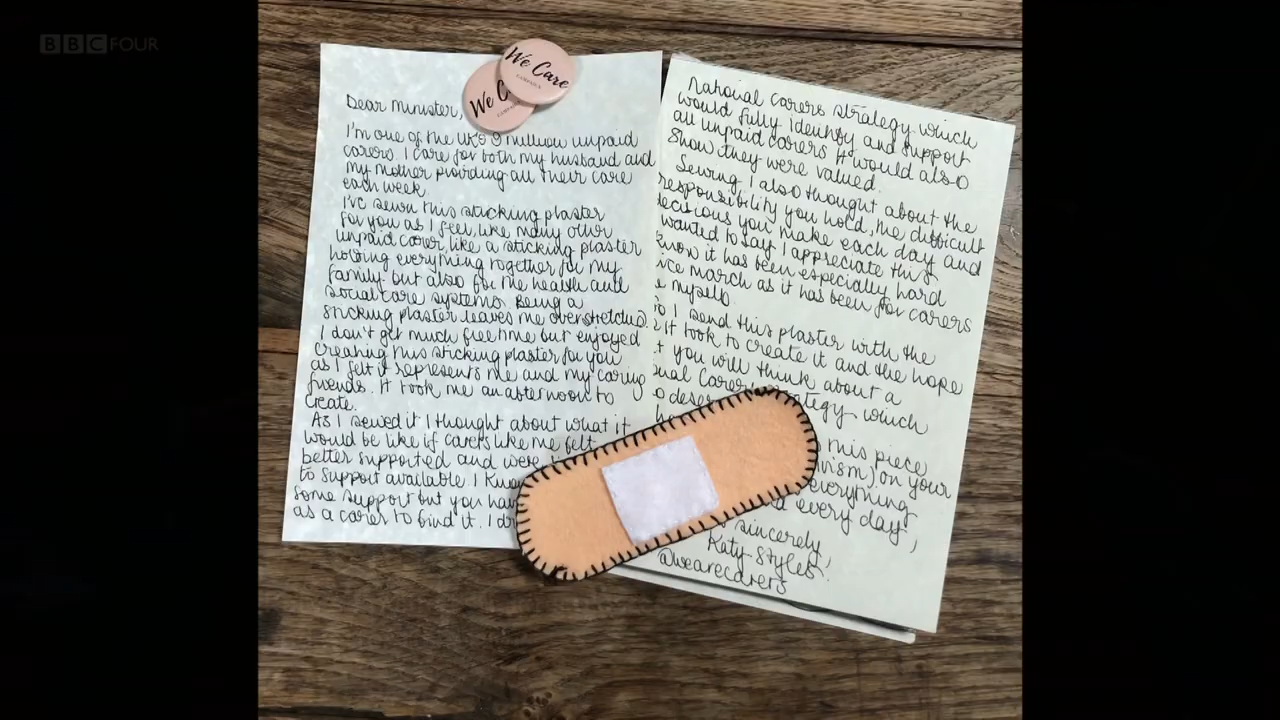 BBC FOUR
We Care
CAMPAIGN
We C
Dear Minister,
I'm one of the UK's 9 million unpaid
carers. I care for both my husband and
my mother providing all their care
each week.
I've sewn this sticking plaster
for you as I feel like many other
unpaid carer, like a sticking plaster
holding everything together for my
family but also for the health and
social care systems. Being a
sticking plaster leaves me overstretched.
I don't get much free time but enjoyed
creating this sticking plaster for you
as I felt it represents me and my caring
friends. It took me an afternoon to
create.
As I sewed it I thought about what it
would be like if carers like me felt
better supported and were
to support available. I know
some support but you ha
as a carer to find it. I dr
National Carers Strategy which
would fully identify and support
all unpaid carers. It would also
show they were valued.
Sewing, I also thought about the
responsibility you hold, the difficult
decisions you make each day and
wanted to say I appreciate this.
know it has been especially hard
nce march as it has been for carers
e myself.
o I send this plaster with the
it took to create it and the hope
t you will think about a
nal Carers Strategy which
o deser
this piece
vism) on your
everything
d every day,
sincerely,
Katy Styles.
@wearecarers